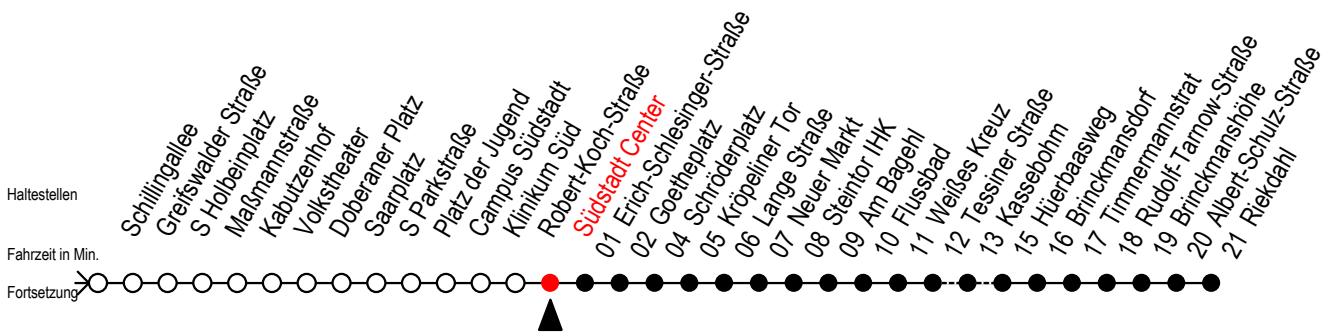 Haltestellen
Fahrzeit in Min.
Fortsetzung
Schillingallee
Greifswalder Straße
S Holbeinplatz
Maßmannstraße
Kabutzenhof
Volkstheater
Doberaner Platz
Saarplatz
S Parkstraße
Platz der Jugend
Campus Südstadt
Klinikum Süd
Robert-Koch-Straße
Südstadt Center
01 Erich-Schlesinger-Straße
02 Goetheplatz
04 Schröderplatz
05 Kröpeliner Tor
06 Lange Straße
07 Neuer Markt
08 Steintor IHK
09 Am Bagehl
10 Flussbad
11 Weißes Kreuz
12 Tessiner Straße
13 Kassebohm
15 Hüerbaasweg
16 Brinckmansdorf
17 Timmermannstrat
18 Rudolf-Tarnow-Straße
19 Brinckmanshöhe
20 Albert-Schulz-Straße
21 Riekdahl